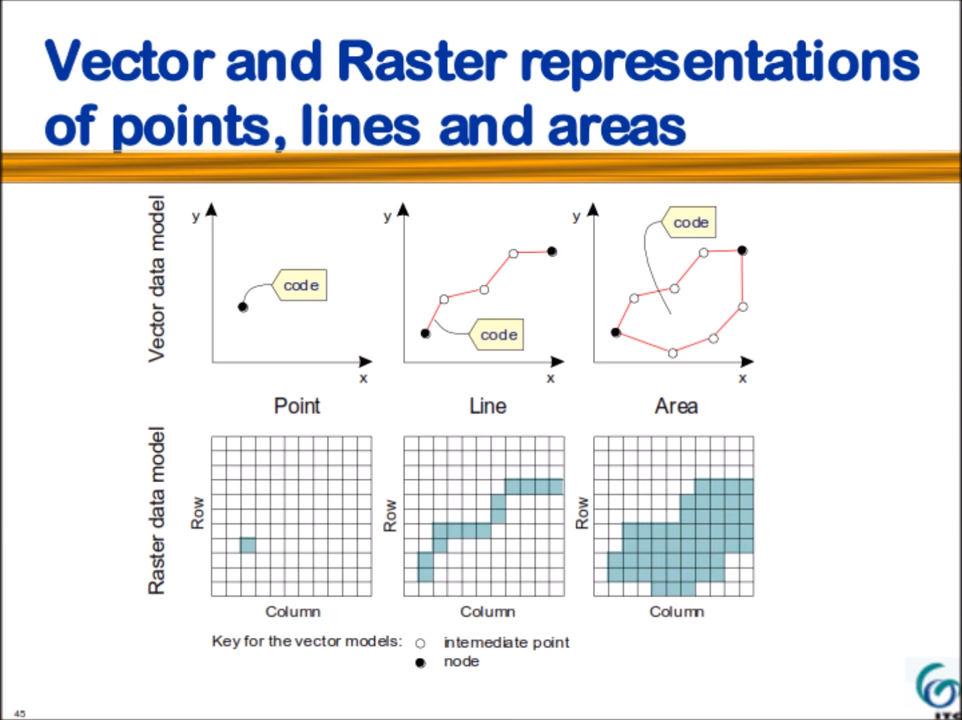 Vector and Raster representations
of points, lines and areas
Vector data model
y
code
x
Point
y
code
x
Line
y
code
x
Area
Raster data model
Row
Column
Row
Column
Row
Column
Key for the vector models:
intemediate point
node
45
ITC